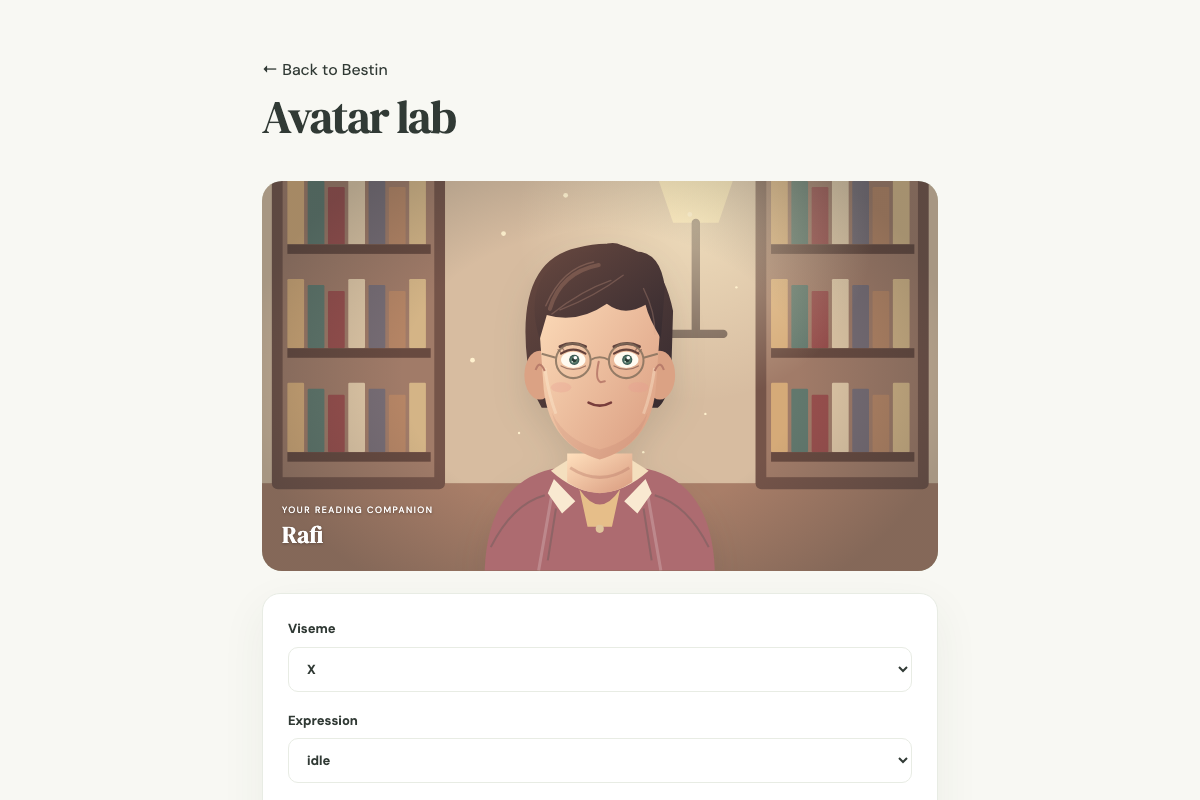 ← Back to Bestin
Avatar lab
YOUR READING COMPANION
Rafi
Viseme
X
Expression
idle